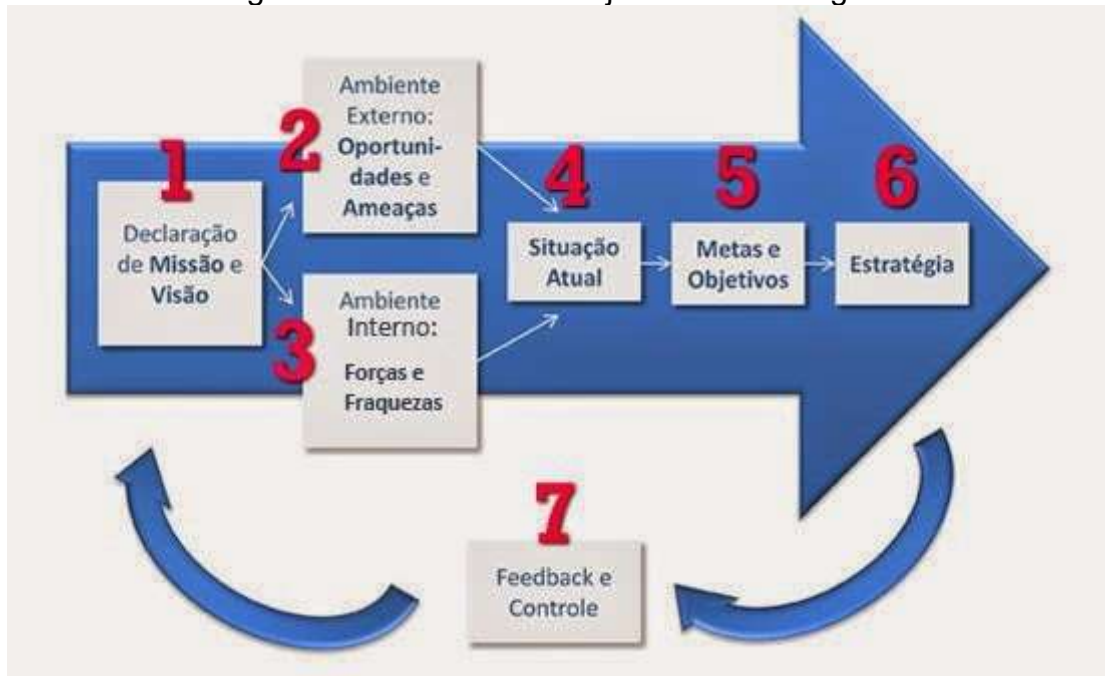 1
Declaração
de Missão e
Visão
2
Ambiente
Externo:
Oportuni-
dades e
Ameaças
3
Ambiente
Interno:
Forças e
Fraquezas
4
Situação
Atual
5
Metas e
Objetivos
6
Estratégia
7
Feedback e
Controle